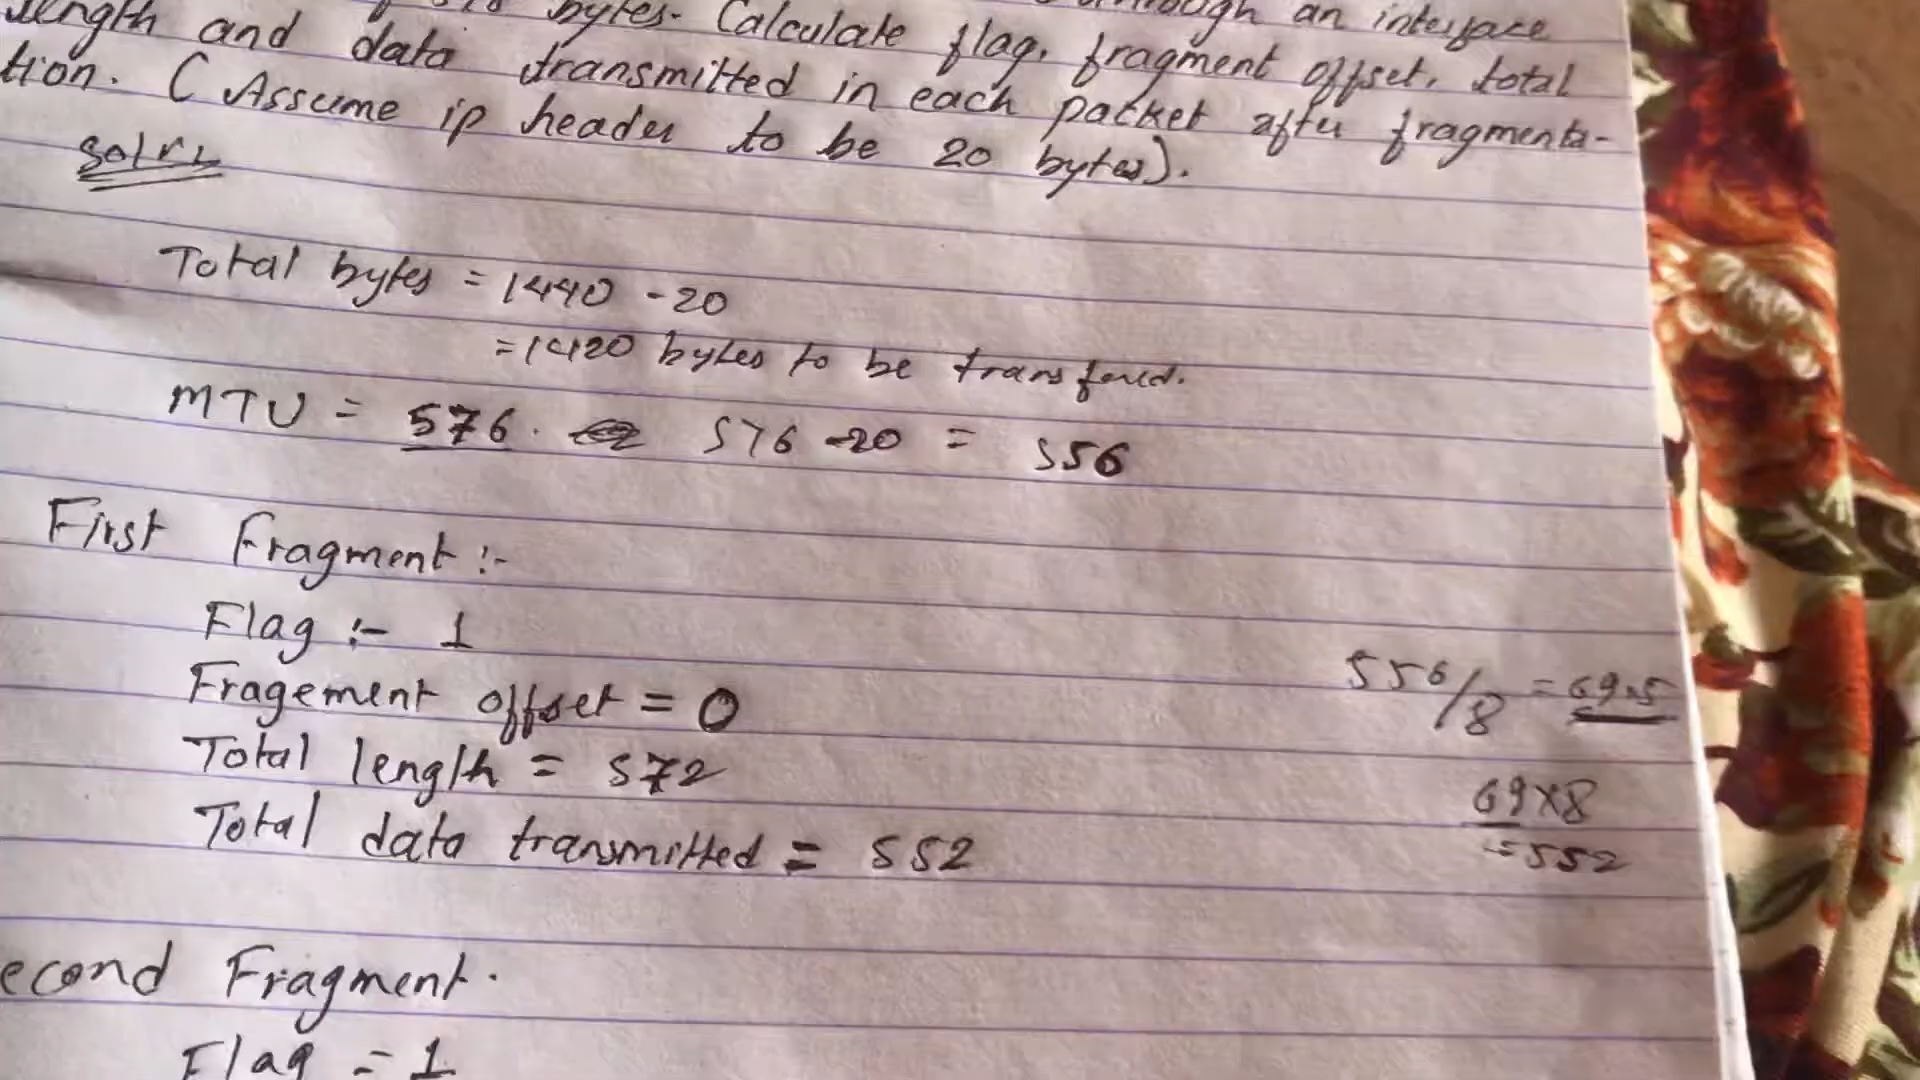 bytes. Calculate flag, fragment offset, total
through an interface
length and data transmitted in each packet after fragmenta-
tion. (Assume ip header to be 20 bytes).
Soln:
Total bytes = 1440 - 20
= 1420 bytes to be transfered.
MTU = 576. 576 - 20 = 556
First Fragment :-
Flag :- 1
Fragement offset = 0
556/8 = 69.5
Total length = 572
69x8
Total data transmitted = 552
=552
econd Fragment.
Flag = 1